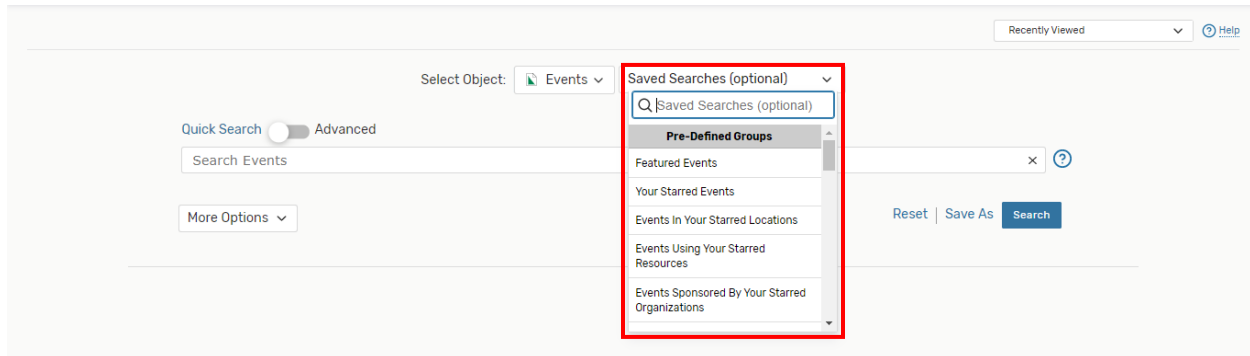 Recently Viewed
Help
Select Object:
Events
Saved Searches (optional)
Saved Searches (optional)
Quick Search
Advanced
Pre-Defined Groups
Search Events
Featured Events
Your Starred Events
More Options
Events In Your Starred Locations
Reset | Save As
Search
Events Using Your Starred
Resources
Events Sponsored By Your Starred
Organizations